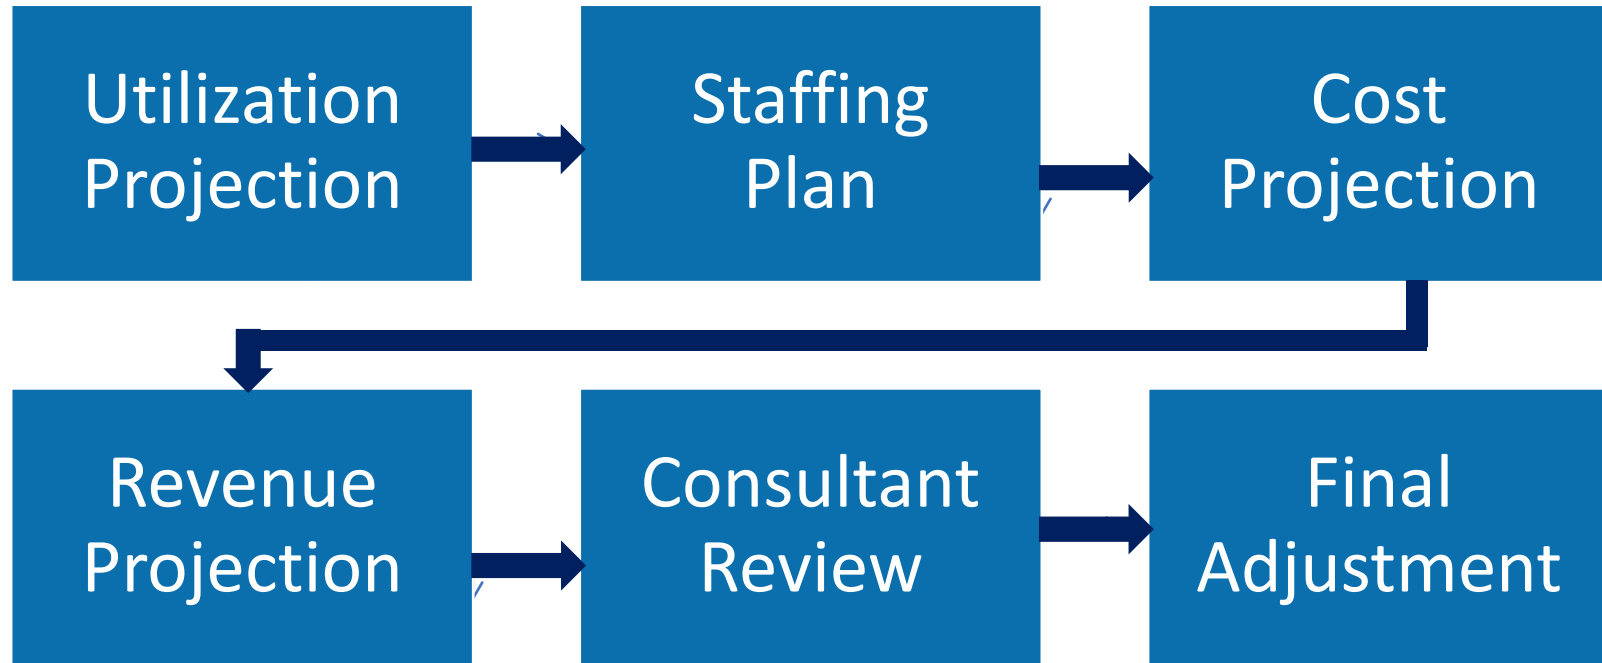 Utilization
Projection
Staffing
Plan
Cost
Projection
Revenue
Projection
Consultant
Review
Final
Adjustment